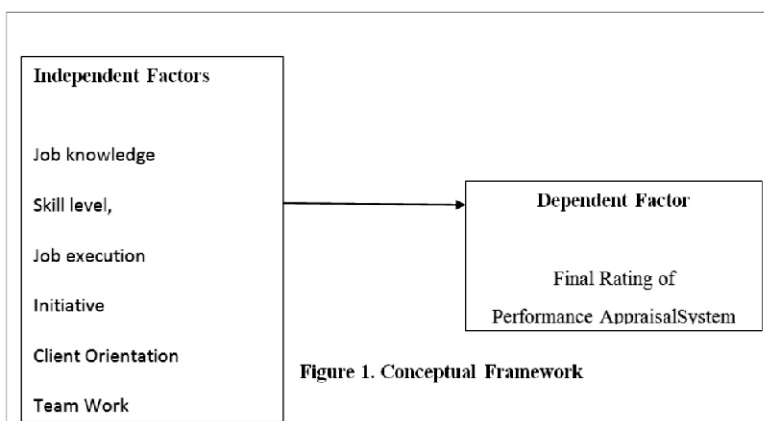 Independent Factors
Job knowledge
Skill level,
Job execution
Initiative
Client Orientation
Team Work
Dependent Factor
Final Rating of
Performance AppraisalSystem
Figure 1. Conceptual Framework